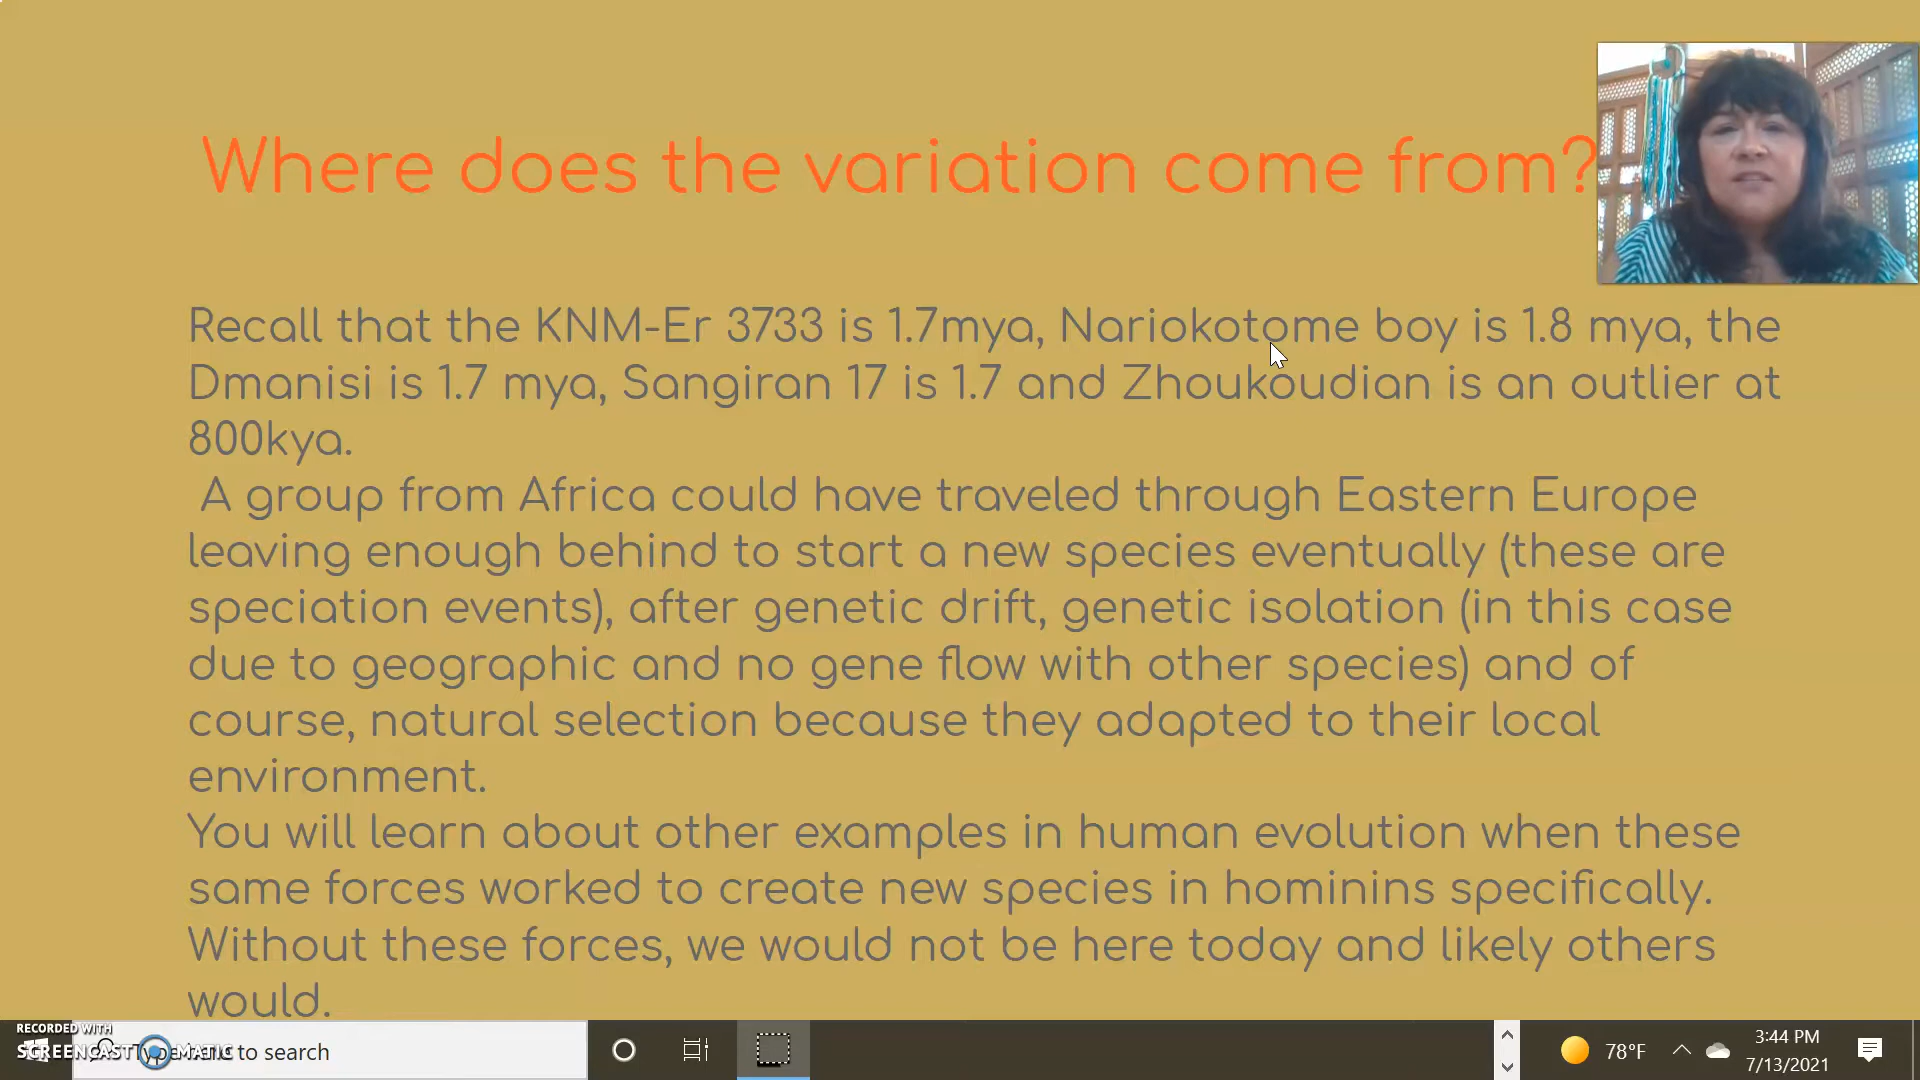 Where does the variation come from?
Recall that the KNM-Er 3733 is 1.7mya, Nariokotome boy is 1.8 mya, the
Dmanisi is 1.7 mya, Sangiran 17 is 1.7 and Zhoukoudian is an outlier at
800kya.
A group from Africa could have traveled through Eastern Europe
leaving enough behind to start a new species eventually (these are
speciation events), after genetic drift, genetic isolation (in this case
due to geographic and no gene flow with other species) and of
course, natural selection because they adapted to their local
environment.
You will learn about other examples in human evolution when these
same forces worked to create new species in hominins specifically.
Without these forces, we would not be here today and likely others
would.
RECORDED WITH
SCREENCAST MATIC
to search
78°F
3:44 PM
7/13/2021